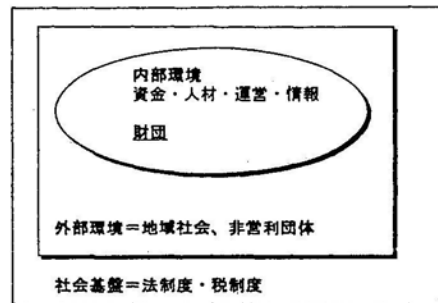 内部環境
資金・人材・運営・情報
財団
外部環境=地域社会、非営利団体
社会基盤=法制度・税制度